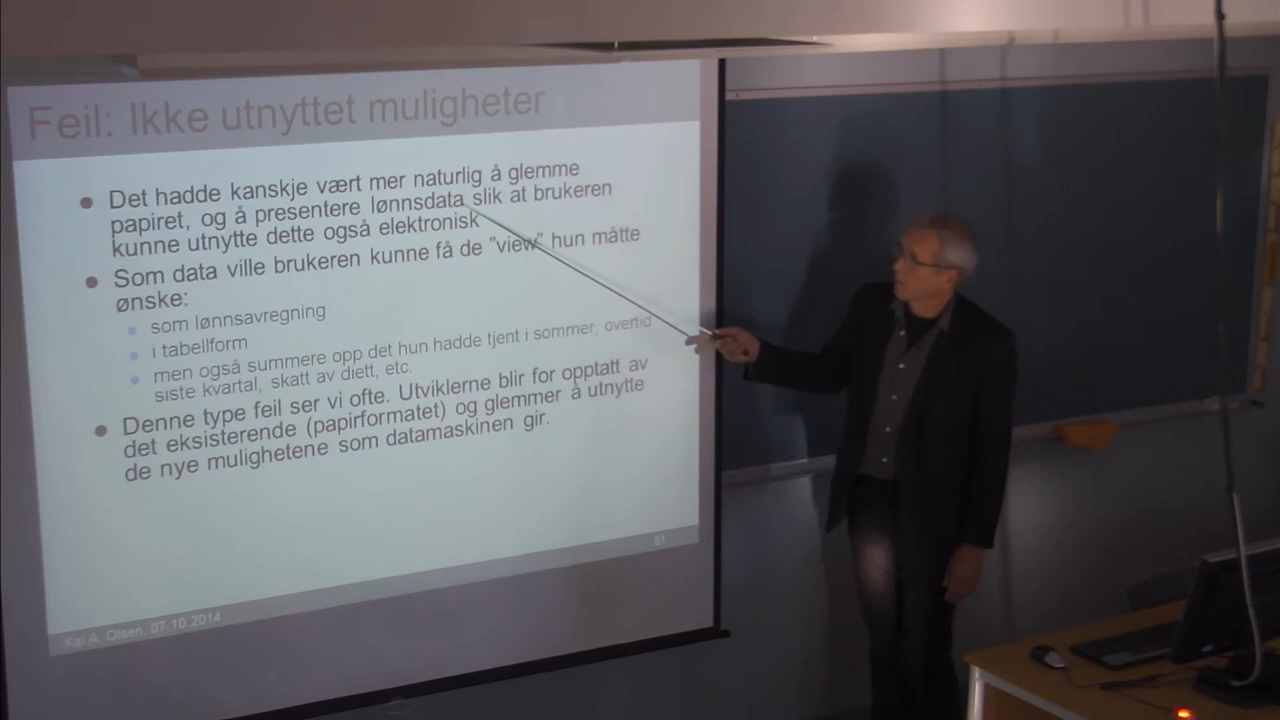 Feil: Ikke utnyttet muligheter
Det hadde kanskje vært mer naturlig å glemme
papiret, og å presentere lønnsdata slik at brukeren
kunne utnytte dette også elektronisk
Som data ville brukeren kunne få de "view" hun måtte
ønske:
som lønnsavregning
i tabellform
men også summere opp det hun hadde tjent i sommer, overtid
siste kvartal, skatt av diett, etc.
Denne type feil ser vi ofte. Utviklerne blir for opptatt av
det eksisterende (papirformatet) og glemmer å utnytte
de nye mulighetene som datamaskinen gir.
61
Kai A. Olsen, 07.10.2014